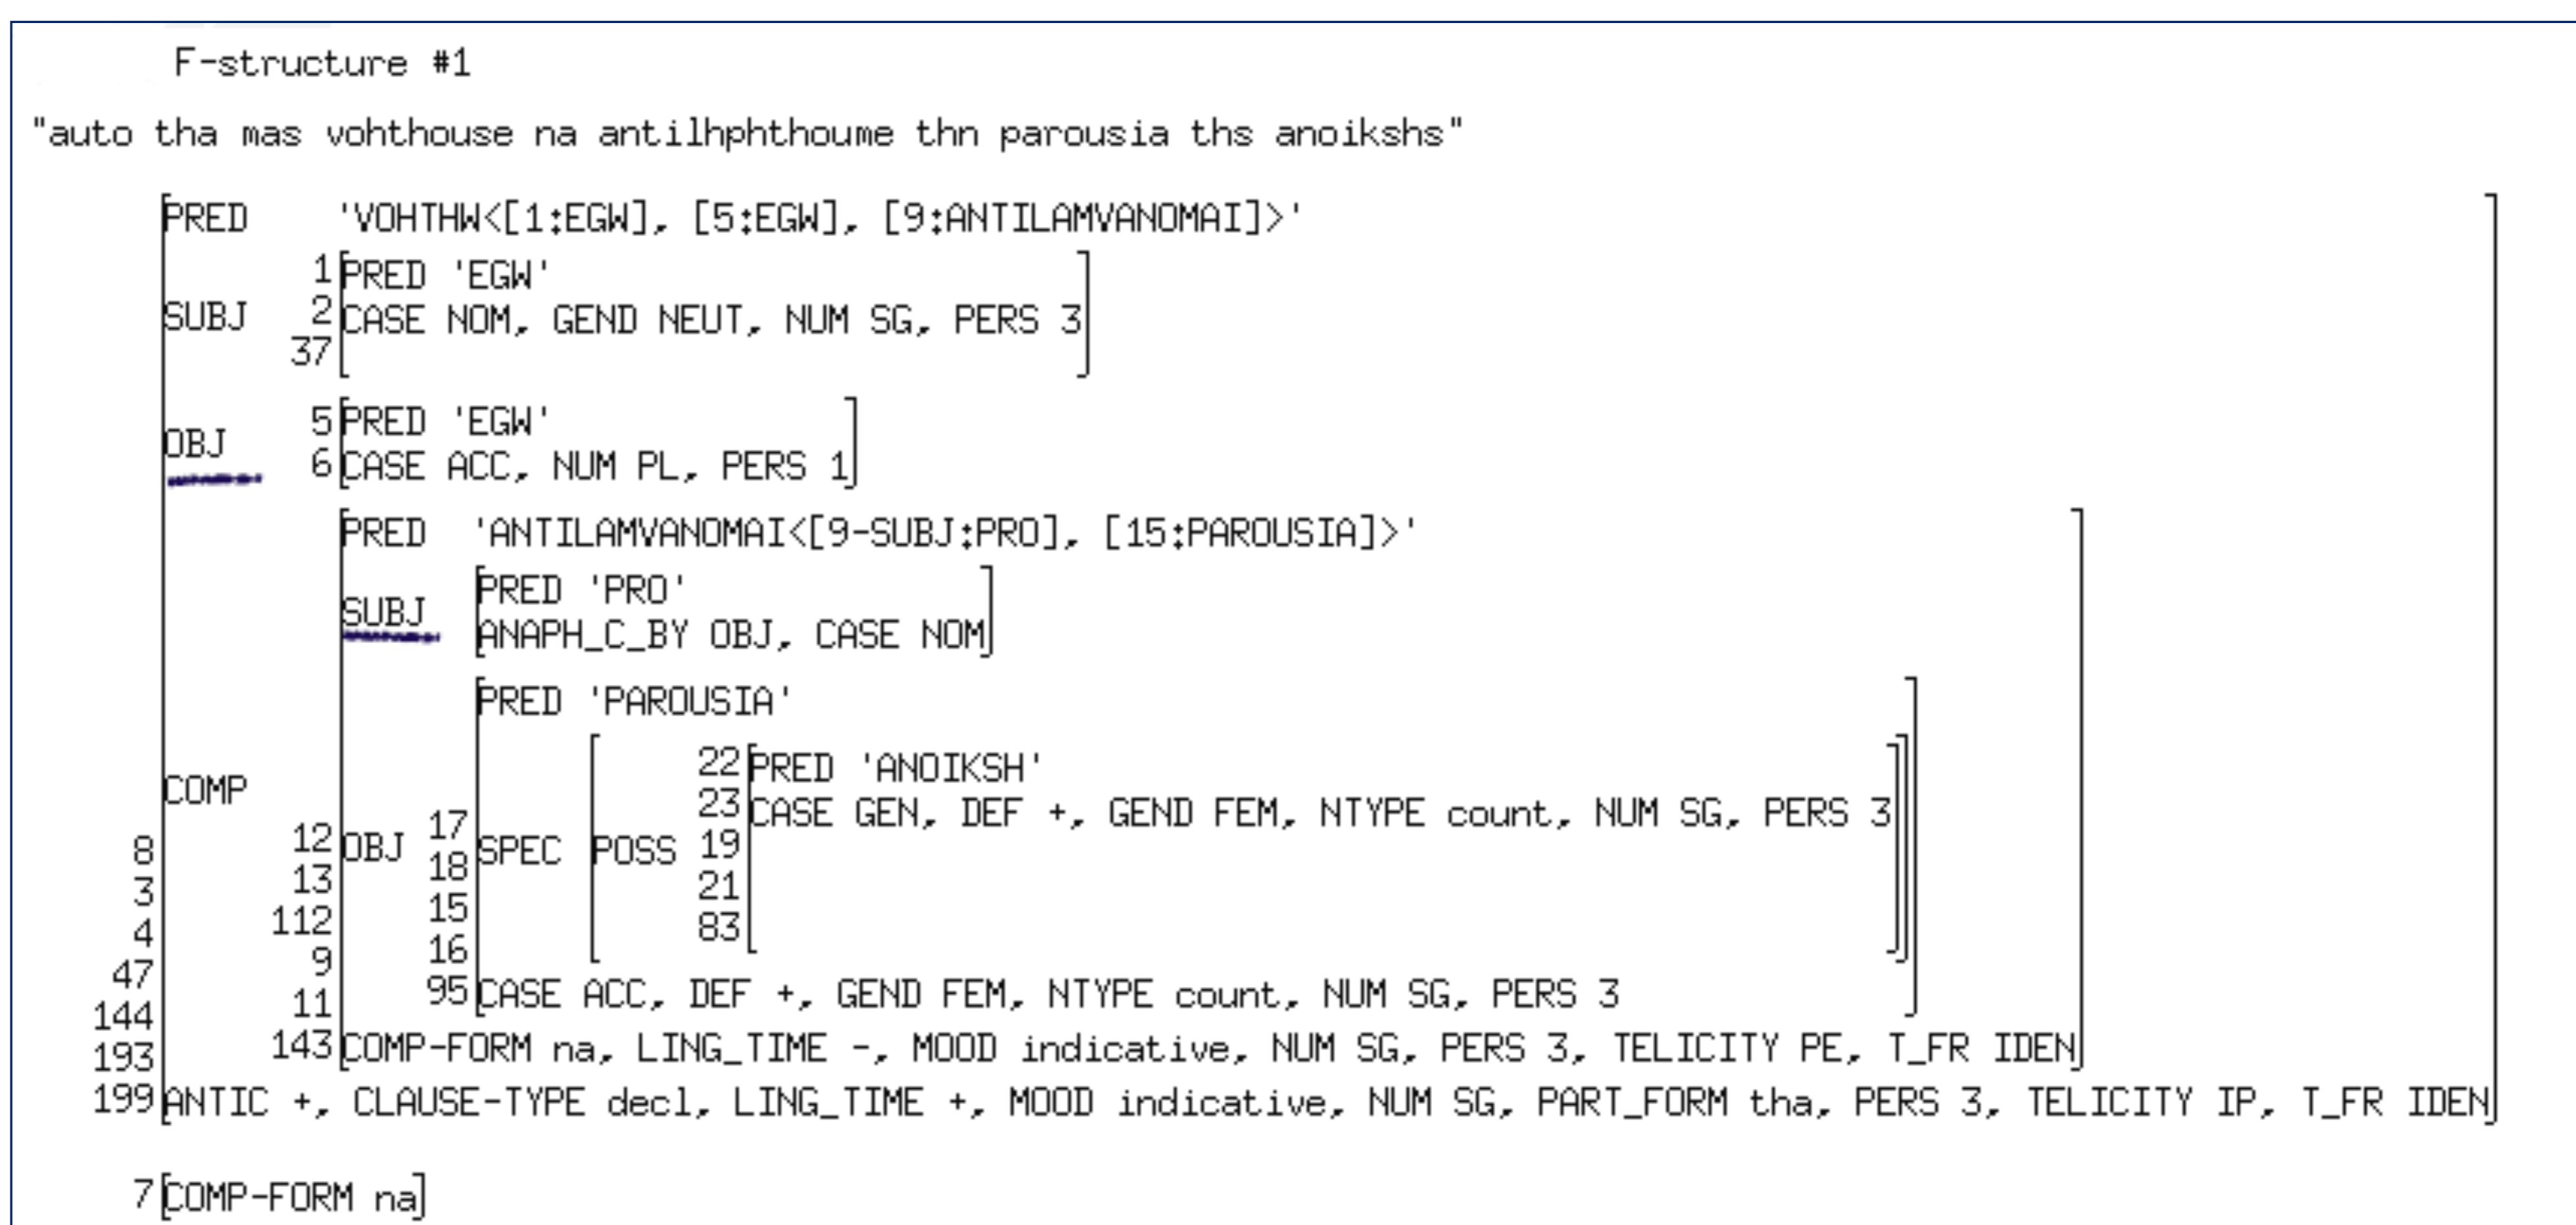 F-structure #1
"auto tha mas vohthouse na antilhphthoume thn parousia ths anoikshs"
PRED 'VOHTHW<[1:EGW], [5:EGW], [9:ANTILAMVANOMAI]>'
1 PRED 'EGW'
SUBJ 2 CASE NOM, GEND NEUT, NUM SG, PERS 3
37
5 PRED 'EGW'
OBJ
6 CASE ACC, NUM PL, PERS 1
PRED 'ANTILAMVANOMAI<[9-SUBJ:PRO], [15:PAROUSIA]>'
PRED 'PRO'
SUBJ
ANAPH_C_BY OBJ, CASE NOM
PRED 'PAROUSIA'
22 PRED 'ANOIKSH'
COMP
23 CASE GEN, DEF +, GEND FEM, NTYPE count, NUM SG, PERS 3
17
8 12 OBJ 18 SPEC POSS 19
3 13 15 21
4 112 16 83
47 9
11 95 CASE ACC, DEF +, GEND FEM, NTYPE count, NUM SG, PERS 3
144
193 143 COMP-FORM na, LING_TIME -, MOOD indicative, NUM SG, PERS 3, TELICITY PE, T_FR IDEN
199 ANTIC +, CLAUSE-TYPE decl, LING_TIME +, MOOD indicative, NUM SG, PART_FORM tha, PERS 3, TELICITY IP, T_FR IDEN
7 COMP-FORM na